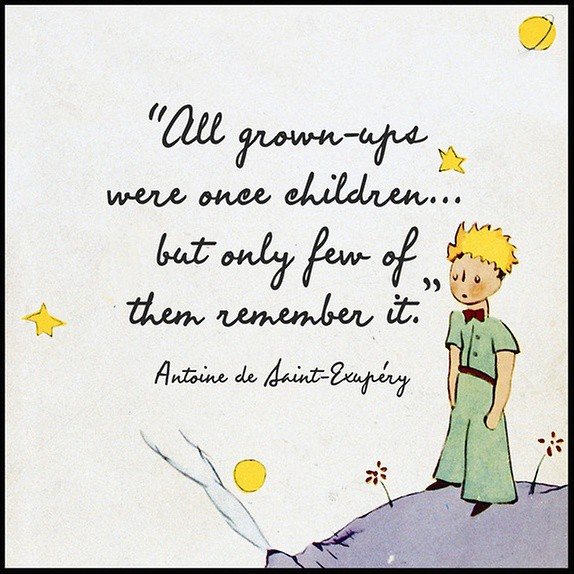 “All grown-ups
were once children...
but only few of
them remember it.”
Antoine de Saint-Exupéry